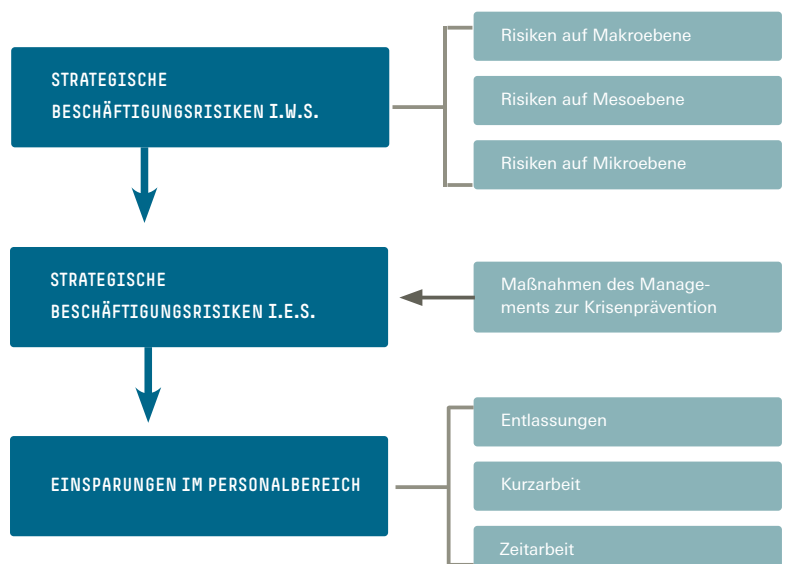 STRATEGISCHE
BESCHÄFTIGUNGSRISIKEN I.W.S.
Risiken auf Makroebene
Risiken auf Mesoebene
Risiken auf Mikroebene
STRATEGISCHE
BESCHÄFTIGUNGSRISIKEN I.E.S.
Maßnahmen des Manage-
ments zur Krisenprävention
EINSPARUNGEN IM PERSONALBEREICH
Entlassungen
Kurzarbeit
Zeitarbeit